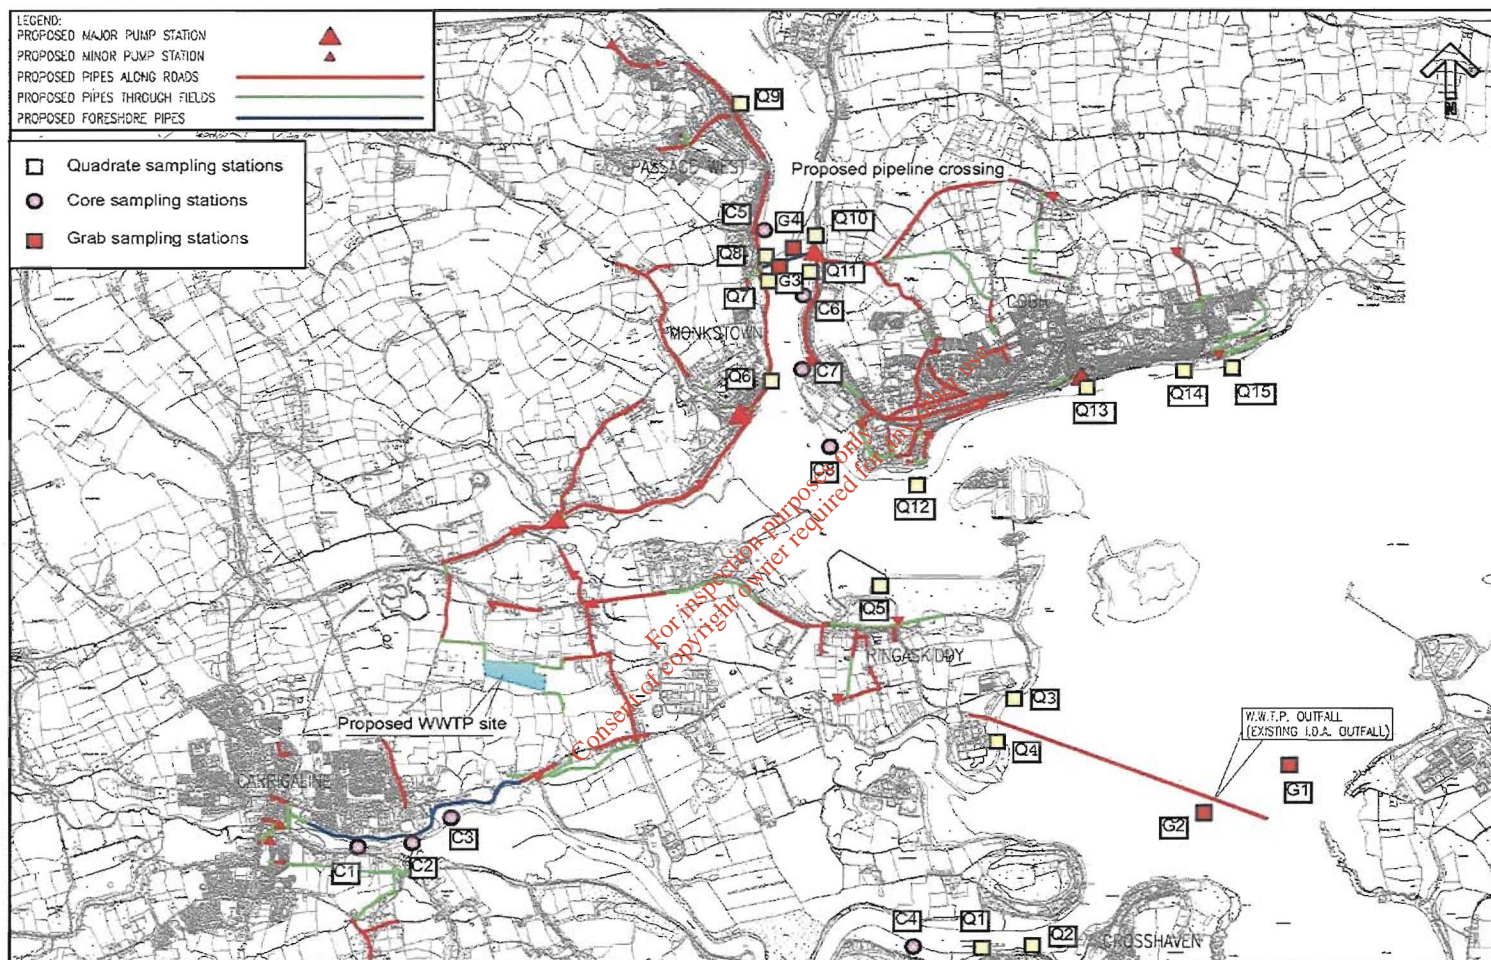 LEGEND:
PROPOSED MAJOR PUMP STATION
PROPOSED MINOR PUMP STATION
PROPOSED PIPES ALONG ROADS
PROPOSED PIPES THROUGH FIELDS
PROPOSED FORESHORE PIPES
Quadrate sampling stations
Core sampling stations
Grab sampling stations
Q9
PASSAGE WEST
Proposed pipeline crossing
C5
G4
Q10
Q8
Q11
G3
Q7
C6
COBH
MONKSTOWN
Q6
C7
Q14
Q15
Q13
C8
Q12
For inspection purposes only.
Consent of copyright owner required for any other use.
Q5
RINGASKIDDY
Q3
Proposed WWTP site
W.W.T.P. OUTFALL
(EXISTING I.D.A. OUTFALL)
Q4
CARRIGALINE
G1
G2
C3
C1
C2
C4
Q1
Q2
CROSSHAVEN